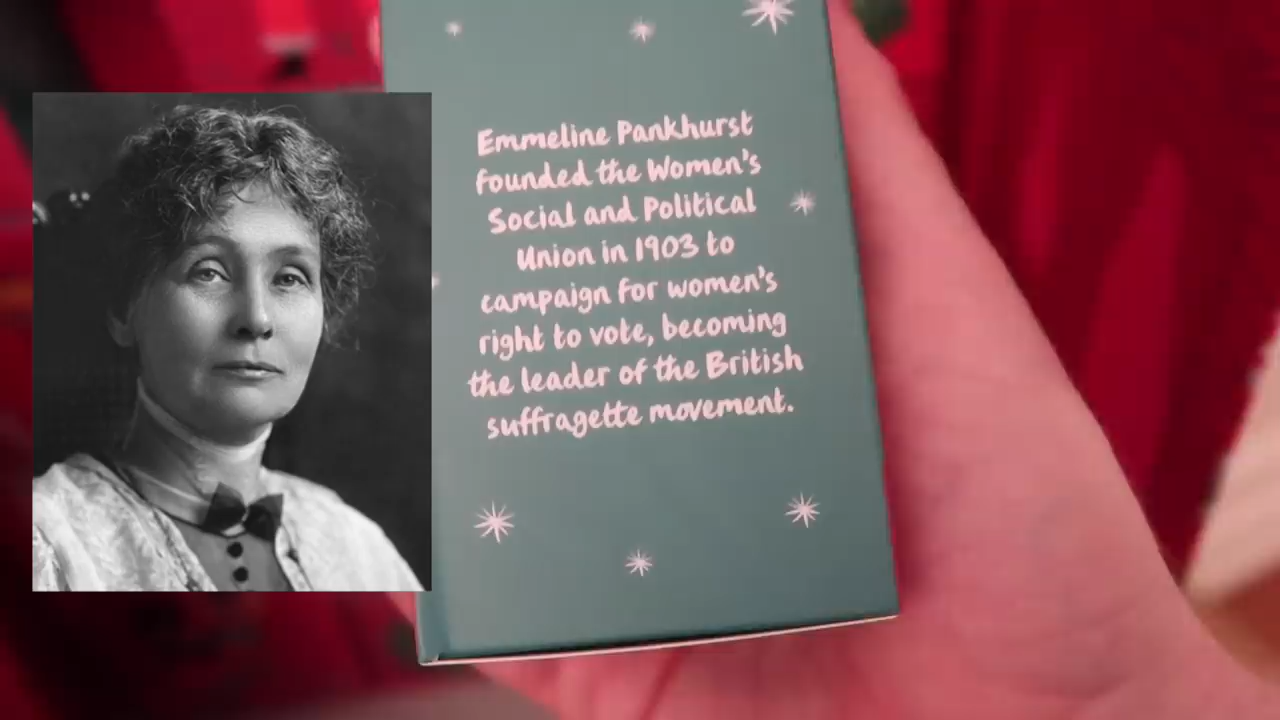 Emmeline Pankhurst
founded the Women's
Social and Political
Union in 1903 to
campaign for women's
right to vote, becoming
the leader of the British
suffragette movement.